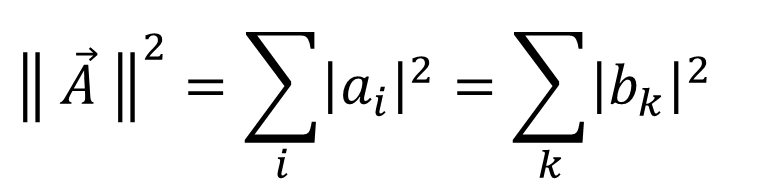 ‖ A⃗ ‖² = ∑ᵢ |aᵢ|² = ∑ₖ |bₖ|²